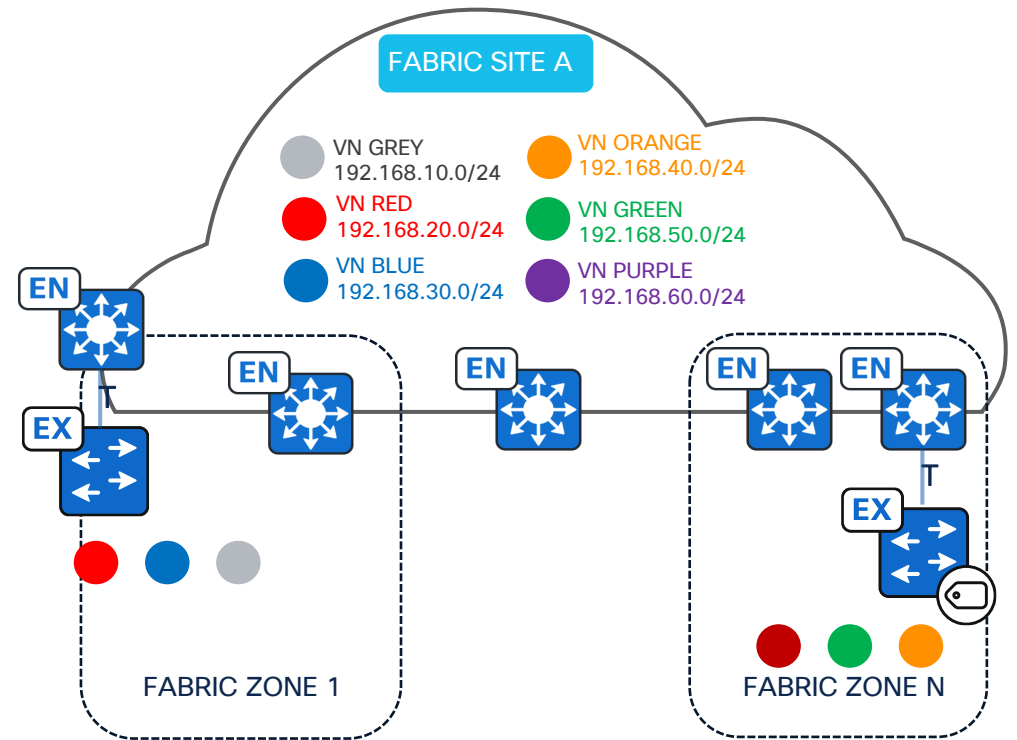 FABRIC SITE A
VN GREY
192.168.10.0/24
VN ORANGE
192.168.40.0/24
VN RED
192.168.20.0/24
VN GREEN
192.168.50.0/24
VN BLUE
192.168.30.0/24
VN PURPLE
192.168.60.0/24
EN
EN
EN
EN
EN
T
EX
T
EX
FABRIC ZONE 1
FABRIC ZONE N